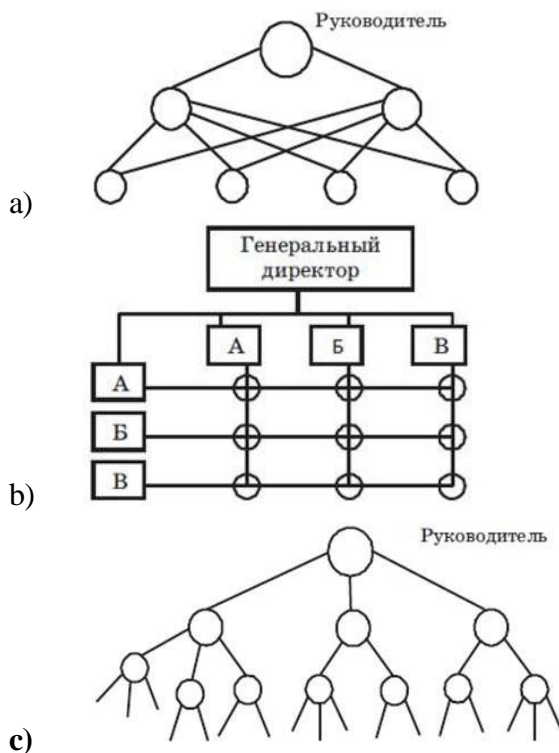 Руководитель
a)
Генеральный
директор
А Б В
А
Б
В
b)
Руководитель
c)